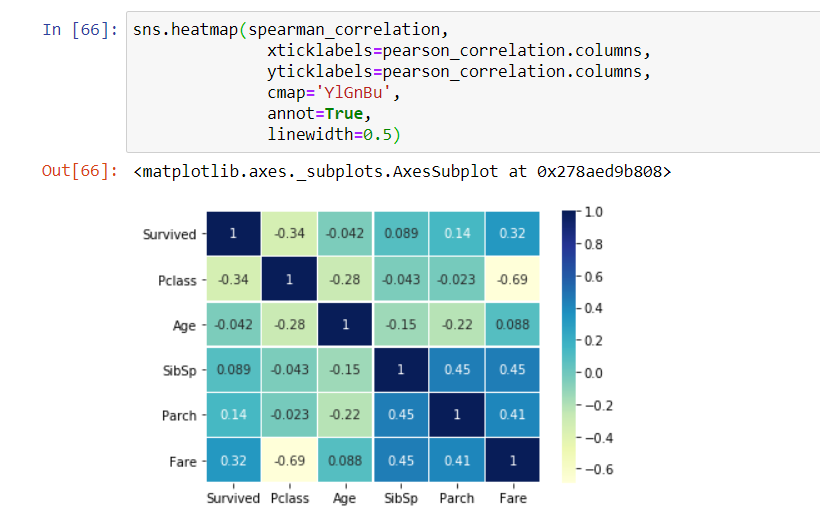 In [66]: sns.heatmap(spearman_correlation,
xticklabels=pearson_correlation.columns,
yticklabels=pearson_correlation.columns,
cmap='YlGnBu',
annot=True,
linewidth=0.5)
Out[66]: <matplotlib.axes._subplots.AxesSubplot at 0x278aed9b808>
Survived 1 -0.34 -0.042 0.089 0.14 0.32
Pclass -0.34 1 -0.28 -0.043 -0.023 -0.69
Age -0.042 -0.28 1 -0.15 -0.22 0.088
SibSp 0.089 -0.043 -0.15 1 0.45 0.45
Parch 0.14 -0.023 -0.22 0.45 1 0.41
Fare 0.32 -0.69 0.088 0.45 0.41 1
Survived Pclass Age SibSp Parch Fare
1.0
0.8
0.6
0.4
0.2
0.0
−0.2
−0.4
−0.6